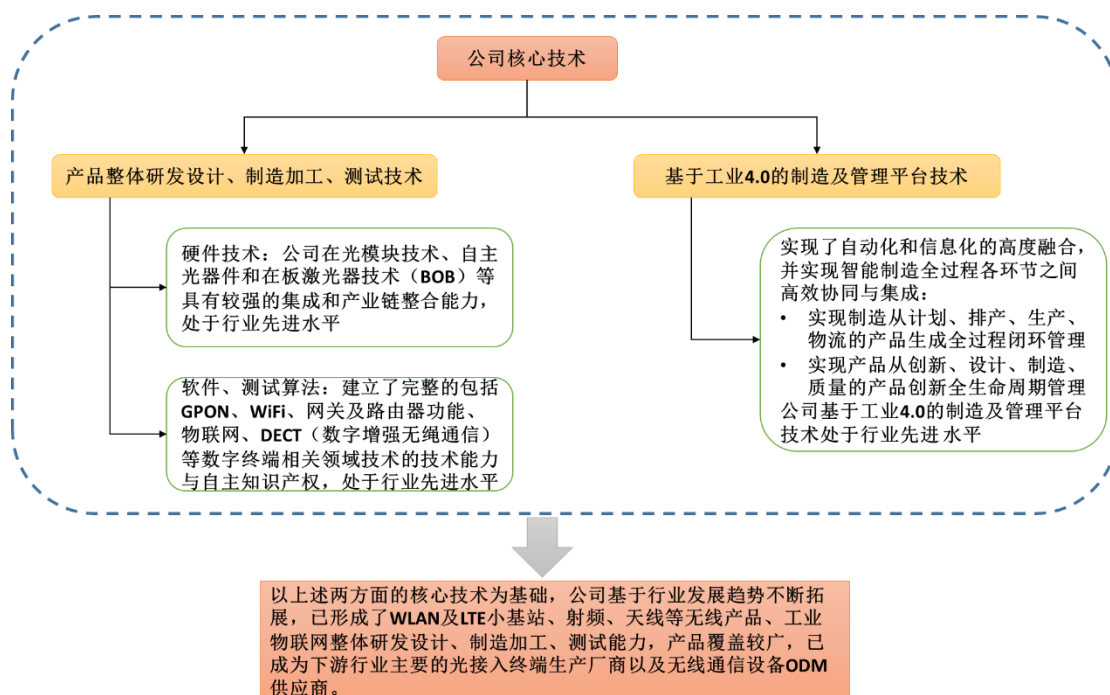 公司核心技术
产品整体研发设计、制造加工、测试技术
硬件技术：公司在光模块技术、自主
光器件和在板激光器技术（BOB）等
具有较强的集成和产业链整合能力，
处于行业先进水平
软件、测试算法：建立了完整的包括
GPON、WiFi、网关及路由器功能、
物联网、DECT（数字增强无绳通信）
等数字终端相关领域技术的技术能力
与自主知识产权，处于行业先进水平
基于工业4.0的制造及管理平台技术
实现了自动化和信息化的高度融合，
并实现智能制造全过程各环节之间
高效协同与集成：
• 实现制造从计划、排产、生产、
物流的产品生成全过程闭环管理
• 实现产品从创新、设计、制造、
质量的产品创新全生命周期管理
公司基于工业4.0的制造及管理平台
技术处于行业先进水平
以上述两方面的核心技术为基础，公司基于行业发展趋势不断拓
展，已形成了WLAN及LTE小基站、射频、天线等无线产品、工业
物联网整体研发设计、制造加工、测试能力，产品覆盖较广，已
成为下游行业主要的光接入终端生产厂商以及无线通信设备ODM
供应商。